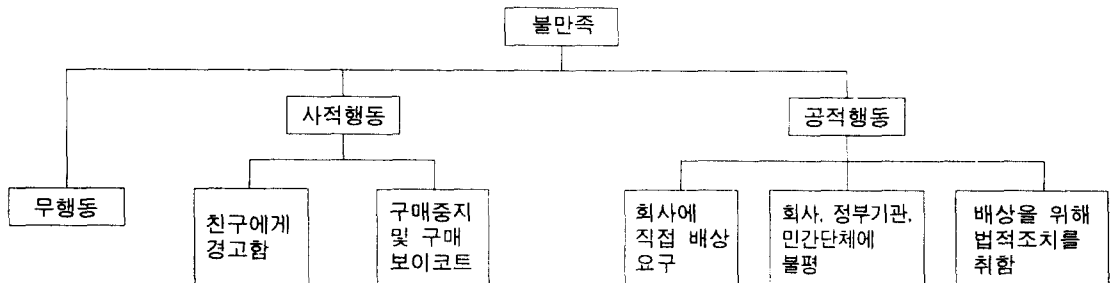 불만족
사적행동
공적행동
무행동
친구에게
경고함
구매중지
및 구매
보이코트
회사에
직접 배상
요구
회사, 정부기관,
민간단체에
불평
배상을 위해
법적조치를
취함